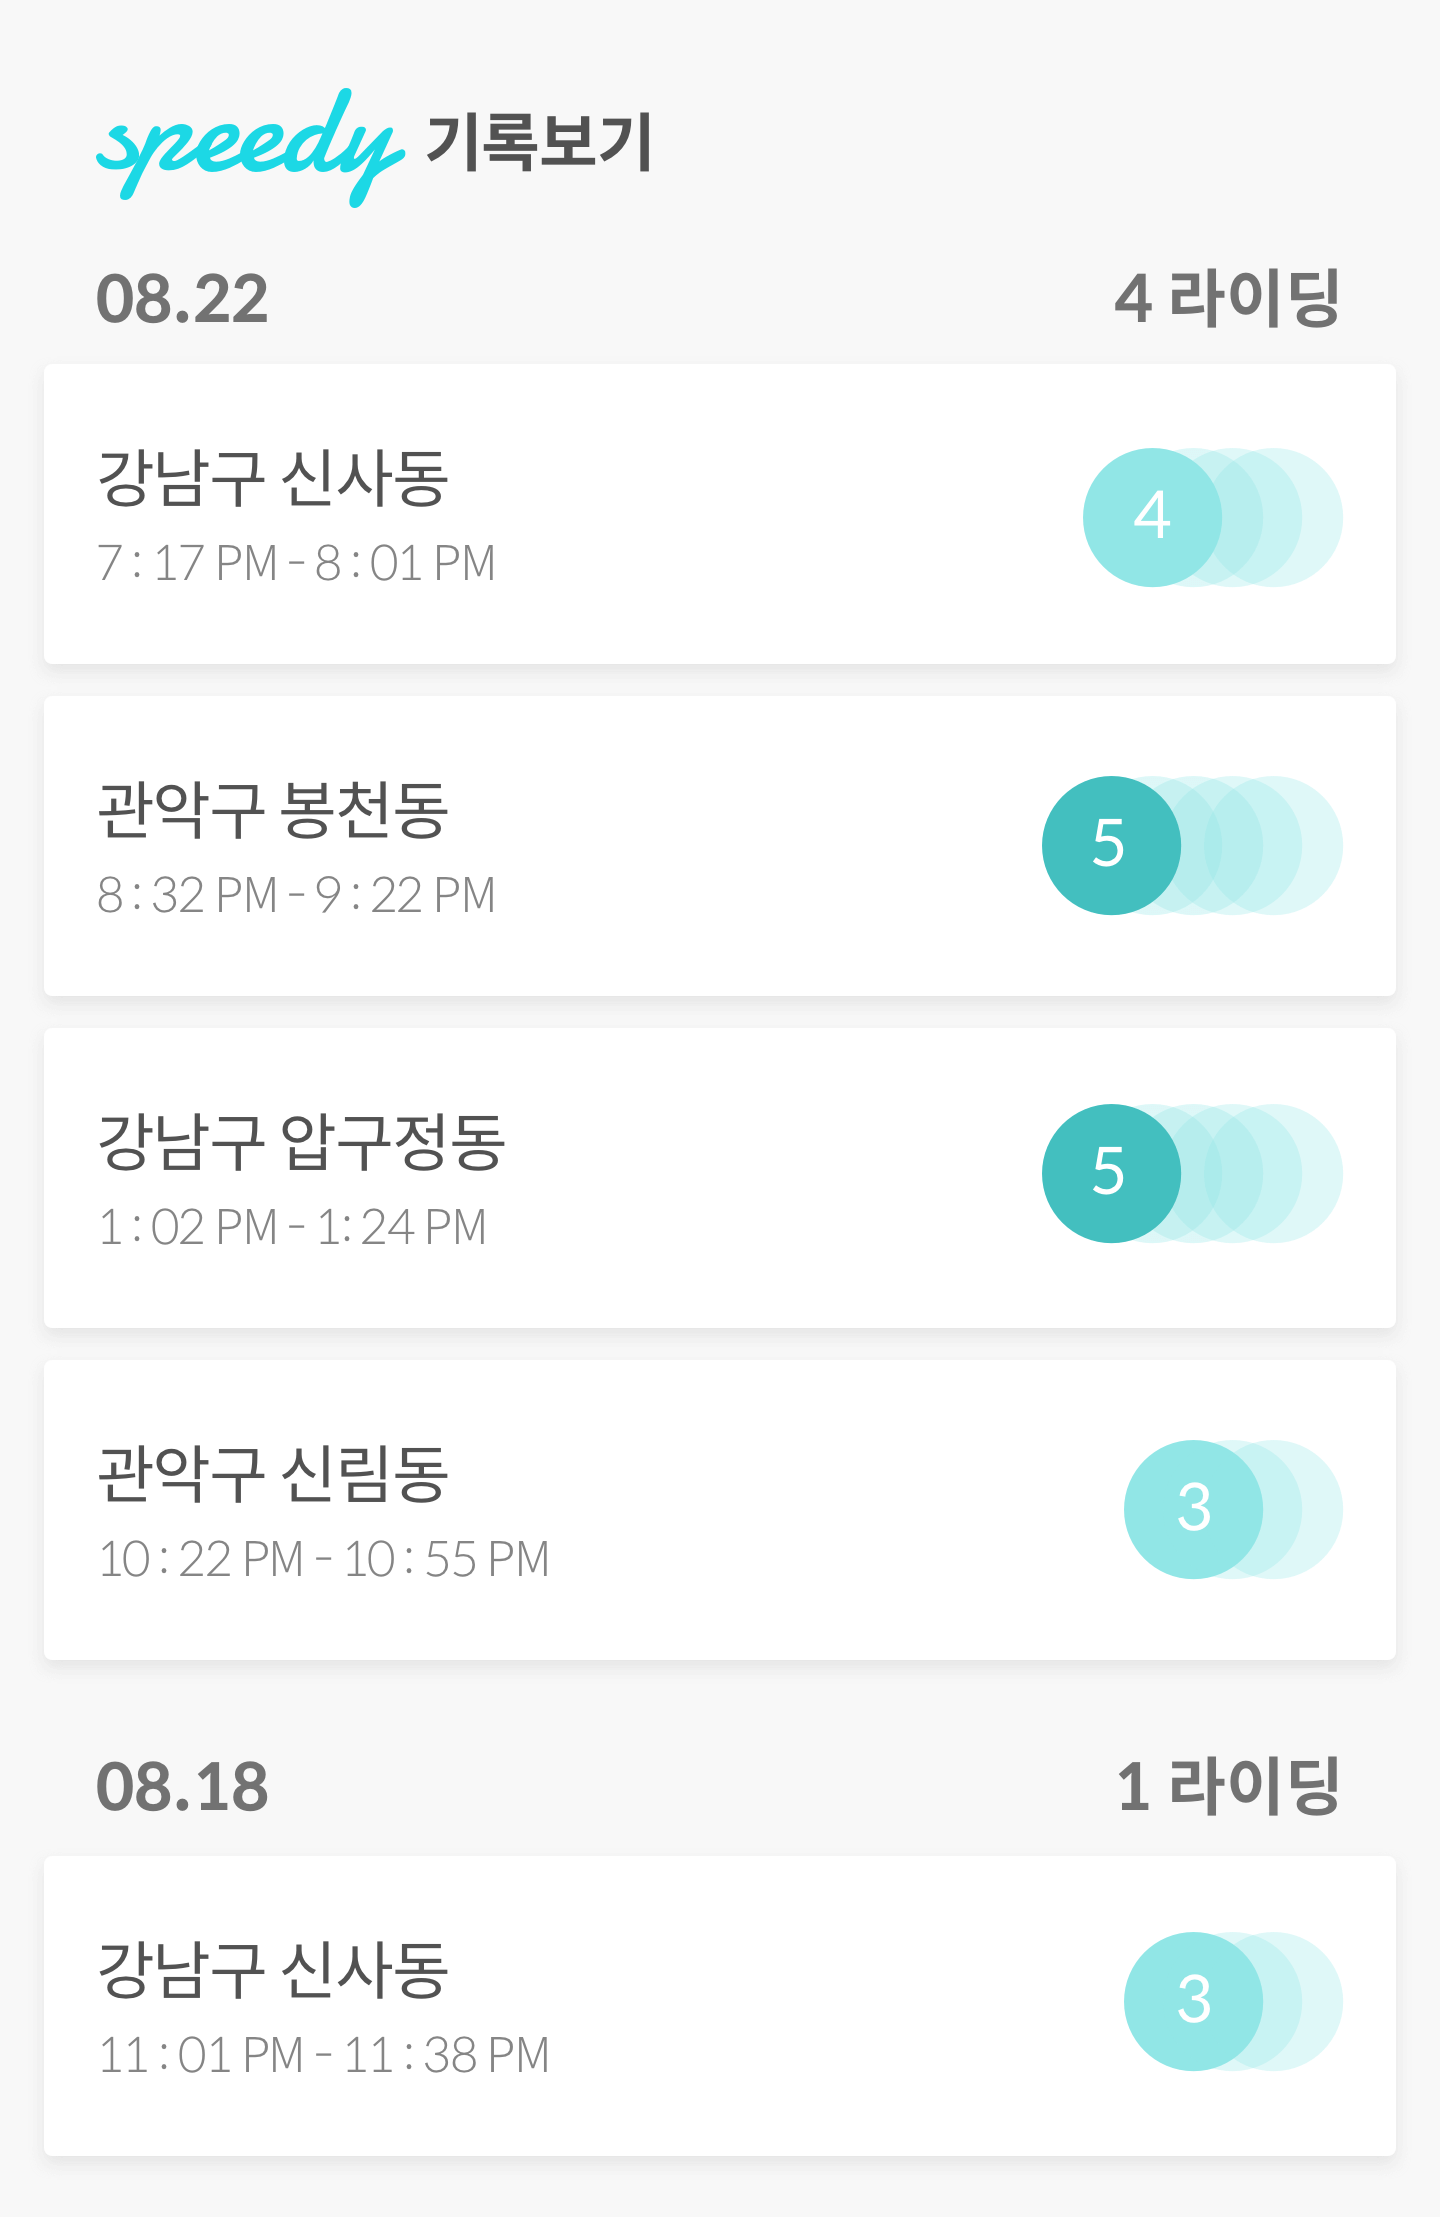 speedy 기록보기
08.22 4 라이딩
강남구 신사동
7 : 17 PM - 8 : 01 PM
4
관악구 봉천동
8 : 32 PM - 9 : 22 PM
5
강남구 압구정동
1 : 02 PM - 1 : 24 PM
5
관악구 신림동
10 : 22 PM - 10 : 55 PM
3
08.18 1 라이딩
강남구 신사동
11 : 01 PM - 11 : 38 PM
3